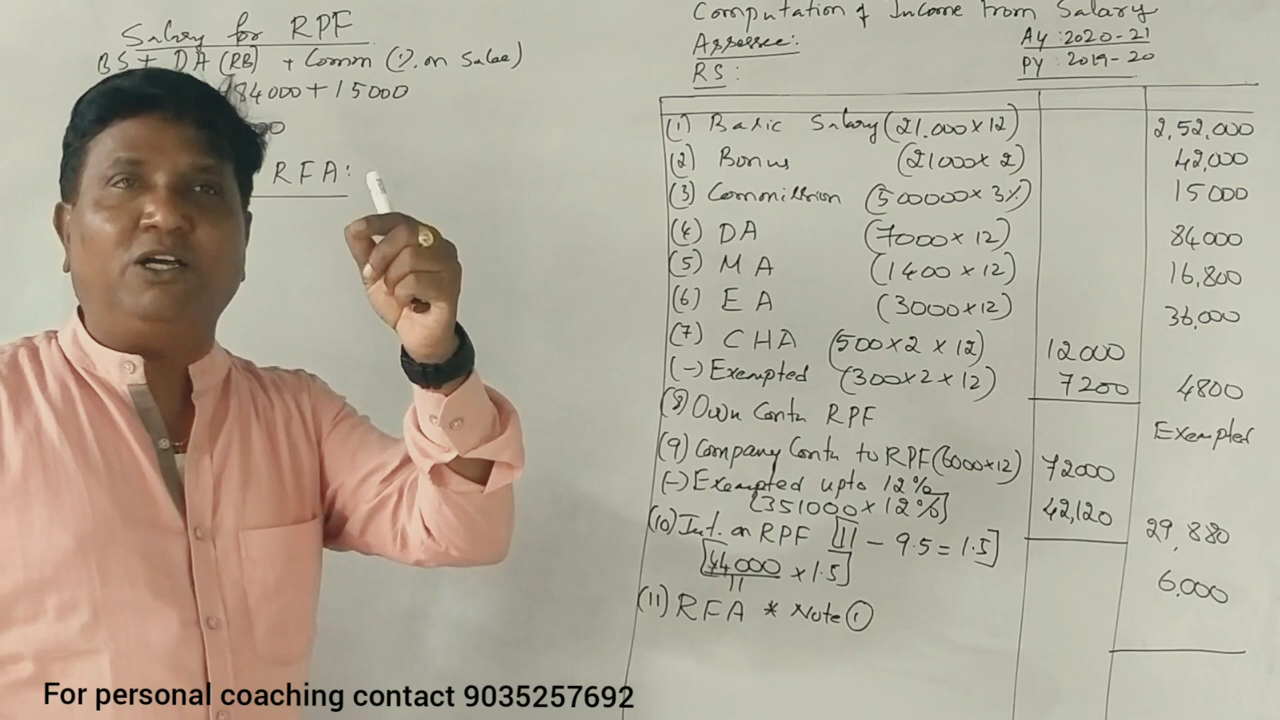 Salary for RPF
BS + DA (RB) + Comm (% on Sales)
84000 + 15000
RFA:
Computation of Income from Salary
Assessee:
AY : 2020-21
RS :
PY : 2019-20
(1) Basic Salary (21,000 × 12) 2,52,000
(2) Bonus (21000 × 2) 42,000
(3) Commission (500000 × 3%) 15000
(4) DA (7000 × 12) 84000
(5) MA (1400 × 12) 16,800
(6) EA (3000 × 12) 36,000
(7) CHA (500 × 2 × 12) 12000
(-) Exempted (300 × 2 × 12) 7200 4800
(8) Own Contn RPF Exempted
(9) Company Contn to RPF (6000 × 12) 72000
(-) Exempted upto 12%
[351000 × 12%] 42,120 29,880
(10) Int. on RPF [11 - 9.5 = 1.5]
[44000/11 × 1.5] 6,000
(11) RFA * Note ①
For personal coaching contact 9035257692